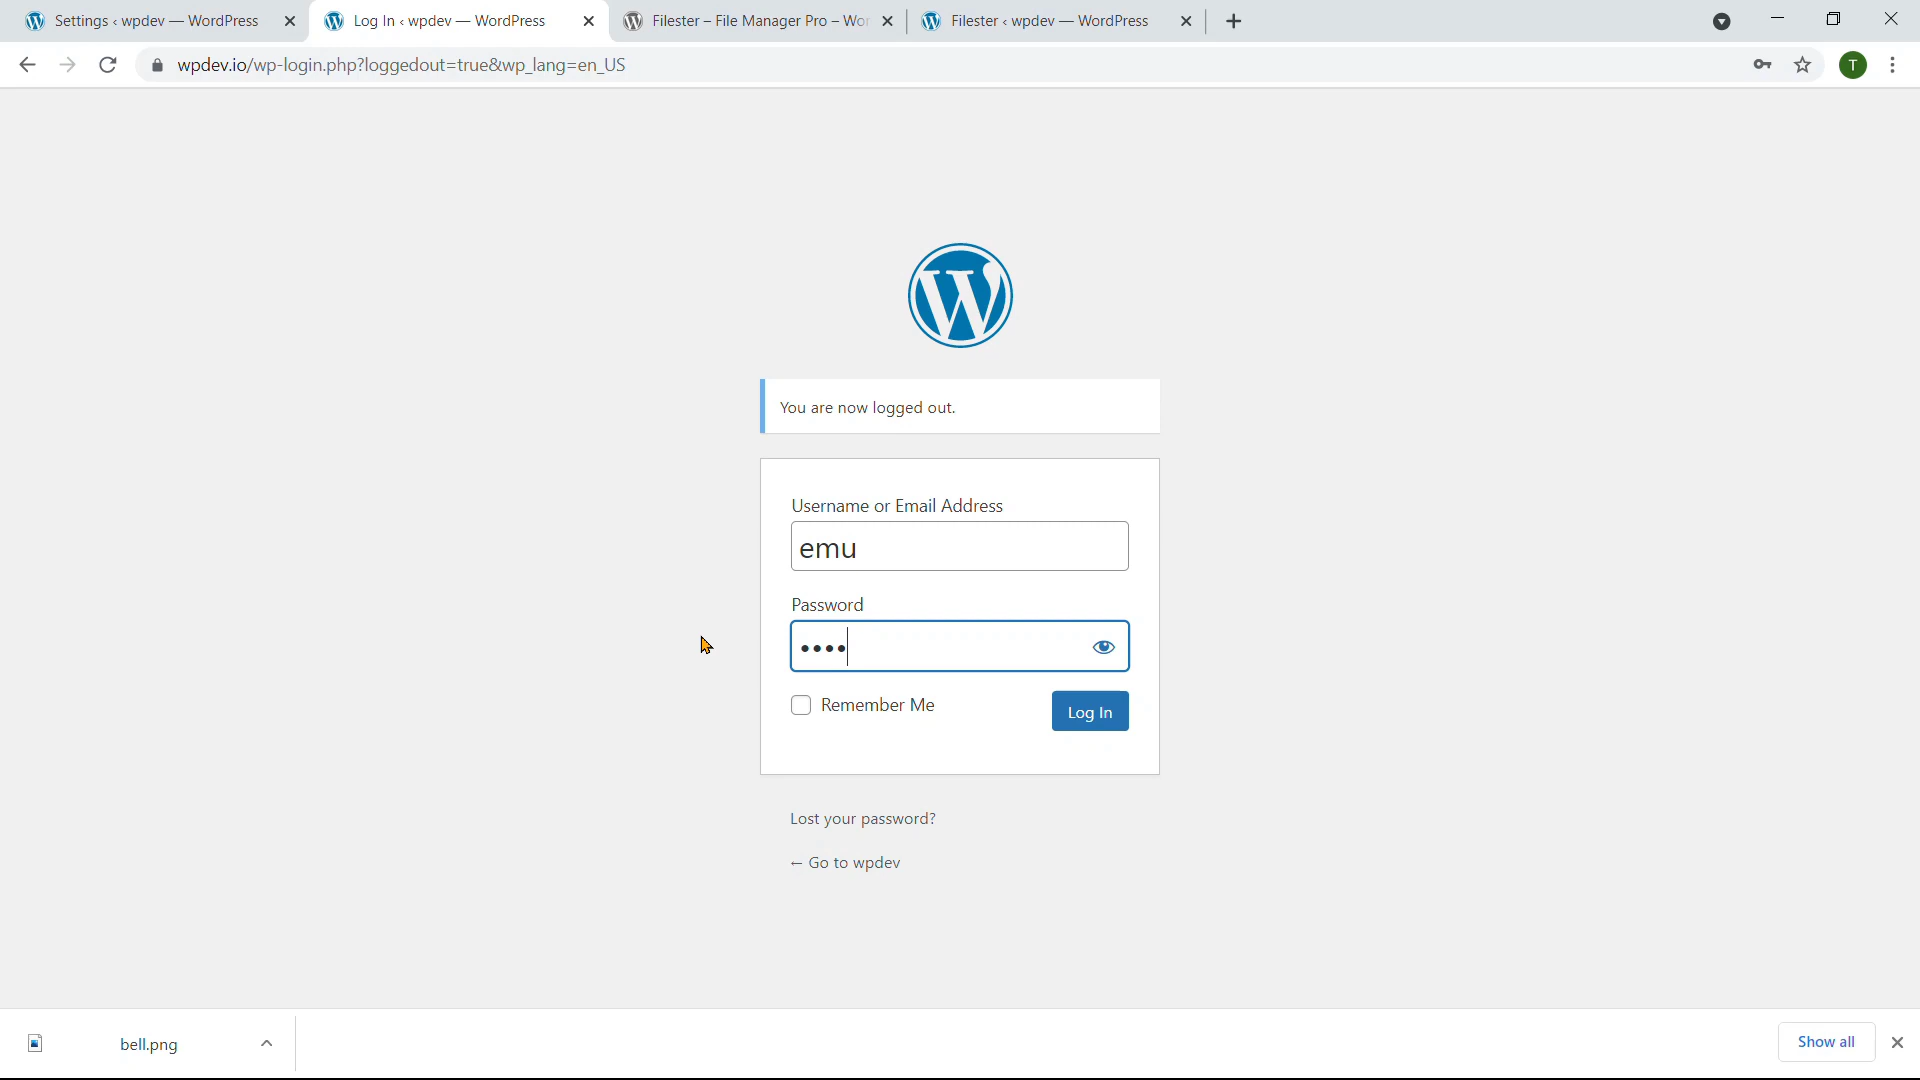 Settings ‹ wpdev — WordPress
Log In ‹ wpdev — WordPress
Filester – File Manager Pro – Wor
Filester ‹ wpdev — WordPress
wpdev.io/wp-login.php?loggedout=true&wp_lang=en_US
T
You are now logged out.
Username or Email Address
emu
Password
••••
Remember Me
Log In
Lost your password?
← Go to wpdev
bell.png
Show all